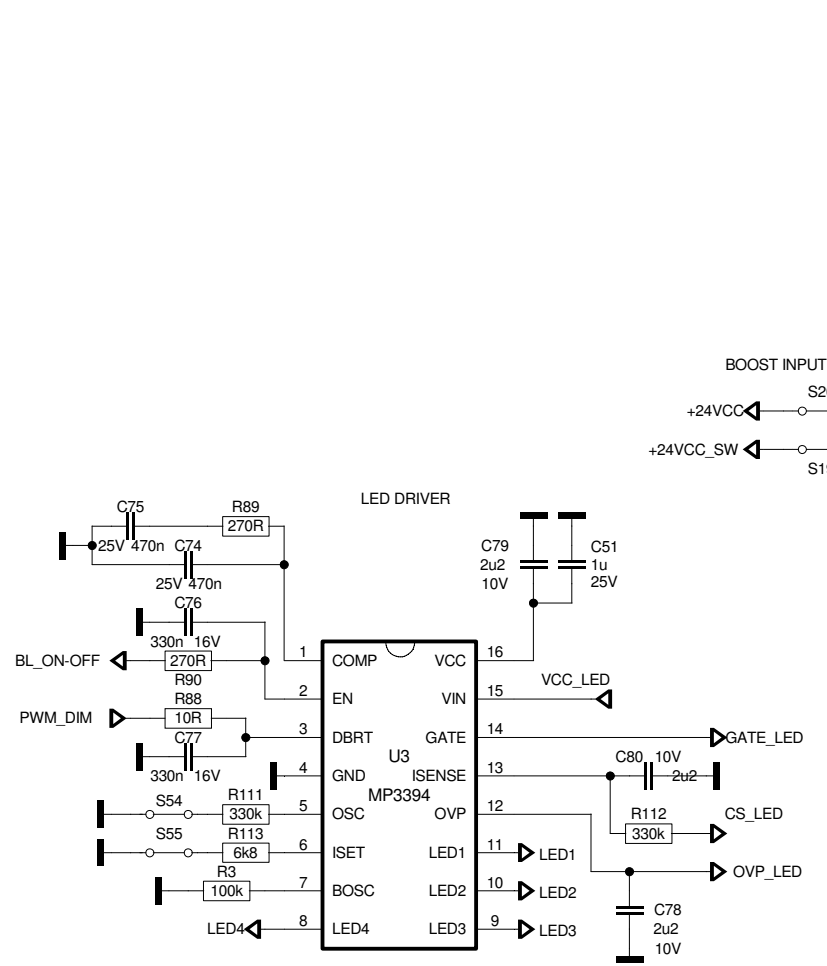 BOOST INPUT
+24VCC
+24VCC_SW
LED DRIVER
C75
R89
270R
25V 470n
C74
25V 470n
C76
330n 16V
BL_ON-OFF
270R
R90
R88
PWM_DIM
10R
C77
330n 16V
S54
R111
330k
S55
R113
6k8
R3
100k
LED4
C79
2u2
10V
C51
1u
25V
1 COMP VCC 16
2 EN VIN 15
VCC_LED
3 DBRT GATE 14
GATE_LED
U3
MP3394
4 GND ISENSE 13
C80 10V
2u2
5 OSC OVP 12
R112
330k
CS_LED
6 ISET LED1 11
LED1
OVP_LED
7 BOSC LED2 10
LED2
8 LED4 LED3 9
LED3
C78
2u2
10V